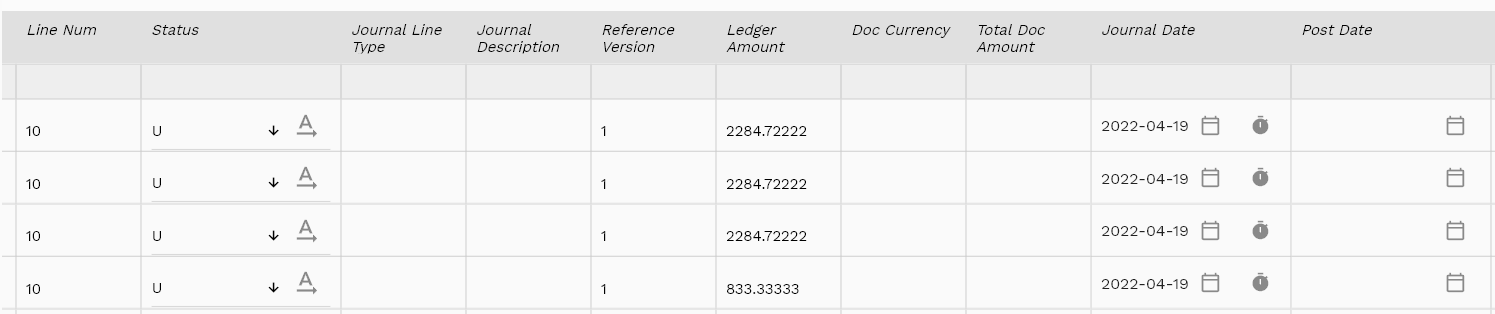 Line Num Status Journal Line Type Journal Description Reference Version Ledger Amount Doc Currency Total Doc Amount Journal Date Post Date
10 U 1 2284.72222 2022-04-19
10 U 1 2284.72222 2022-04-19
10 U 1 2284.72222 2022-04-19
10 U 1 833.33333 2022-04-19